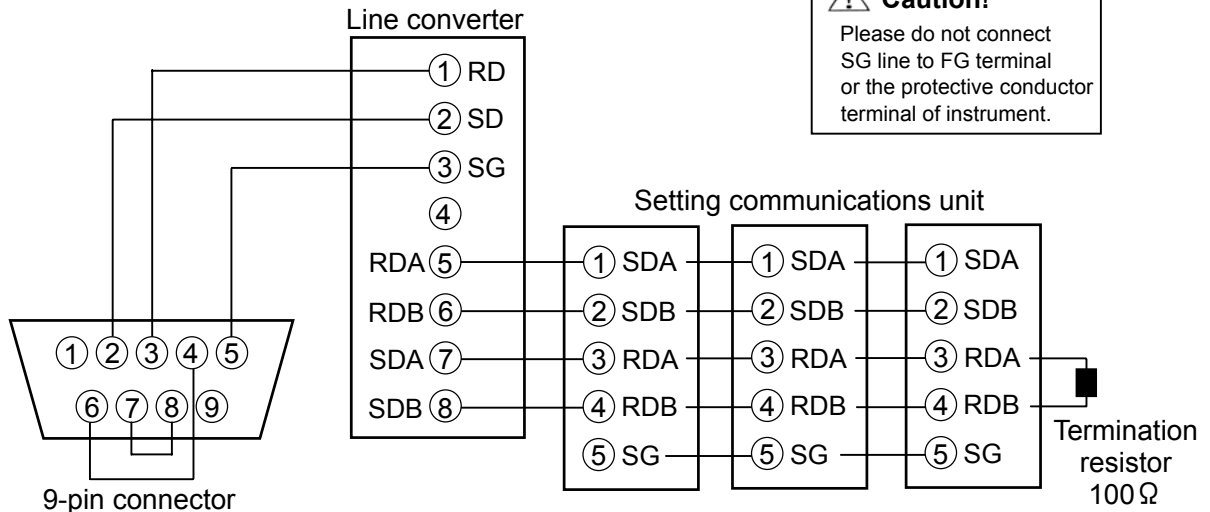 Line converter
Caution!
Please do not connect
SG line to FG terminal
or the protective conductor
terminal of instrument.
① RD
② SD
③ SG
④
RDA ⑤
RDB ⑥
SDA ⑦
SDB ⑧
Setting communications unit
① SDA
② SDB
③ RDA
④ RDB
⑤ SG
① SDA
② SDB
③ RDA
④ RDB
⑤ SG
① SDA
② SDB
③ RDA
④ RDB
⑤ SG
Termination
resistor
100Ω
① ② ③ ④ ⑤
⑥ ⑦ ⑧ ⑨
9-pin connector